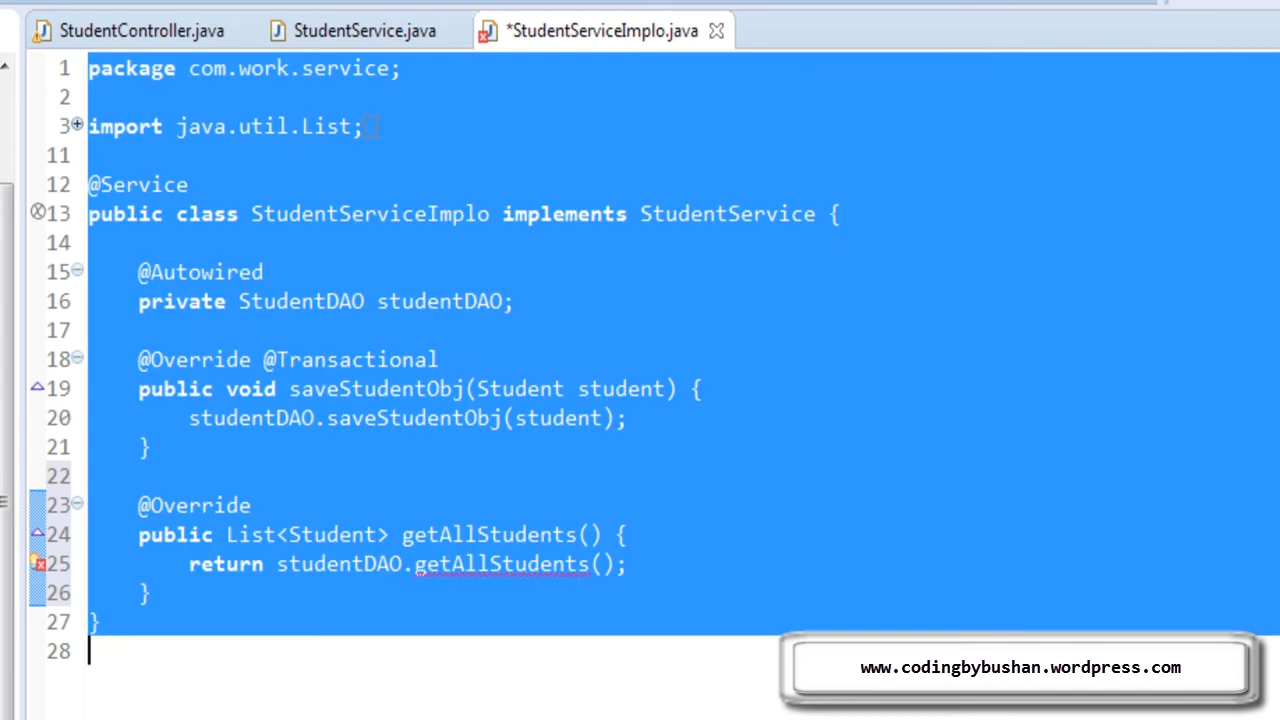 StudentController.java StudentService.java *StudentServiceImplo.java
1 package com.work.service;
2
3 import java.util.List;
11
12 @Service
13 public class StudentServiceImplo implements StudentService {
14
15 @Autowired
16 private StudentDAO studentDAO;
17
18 @Override @Transactional
19 public void saveStudentObj(Student student) {
20 studentDAO.saveStudentObj(student);
21 }
22
23 @Override
24 public List<Student> getAllStudents() {
25 return studentDAO.getAllStudents();
26 }
27 }
28
www.codingbybushan.wordpress.com